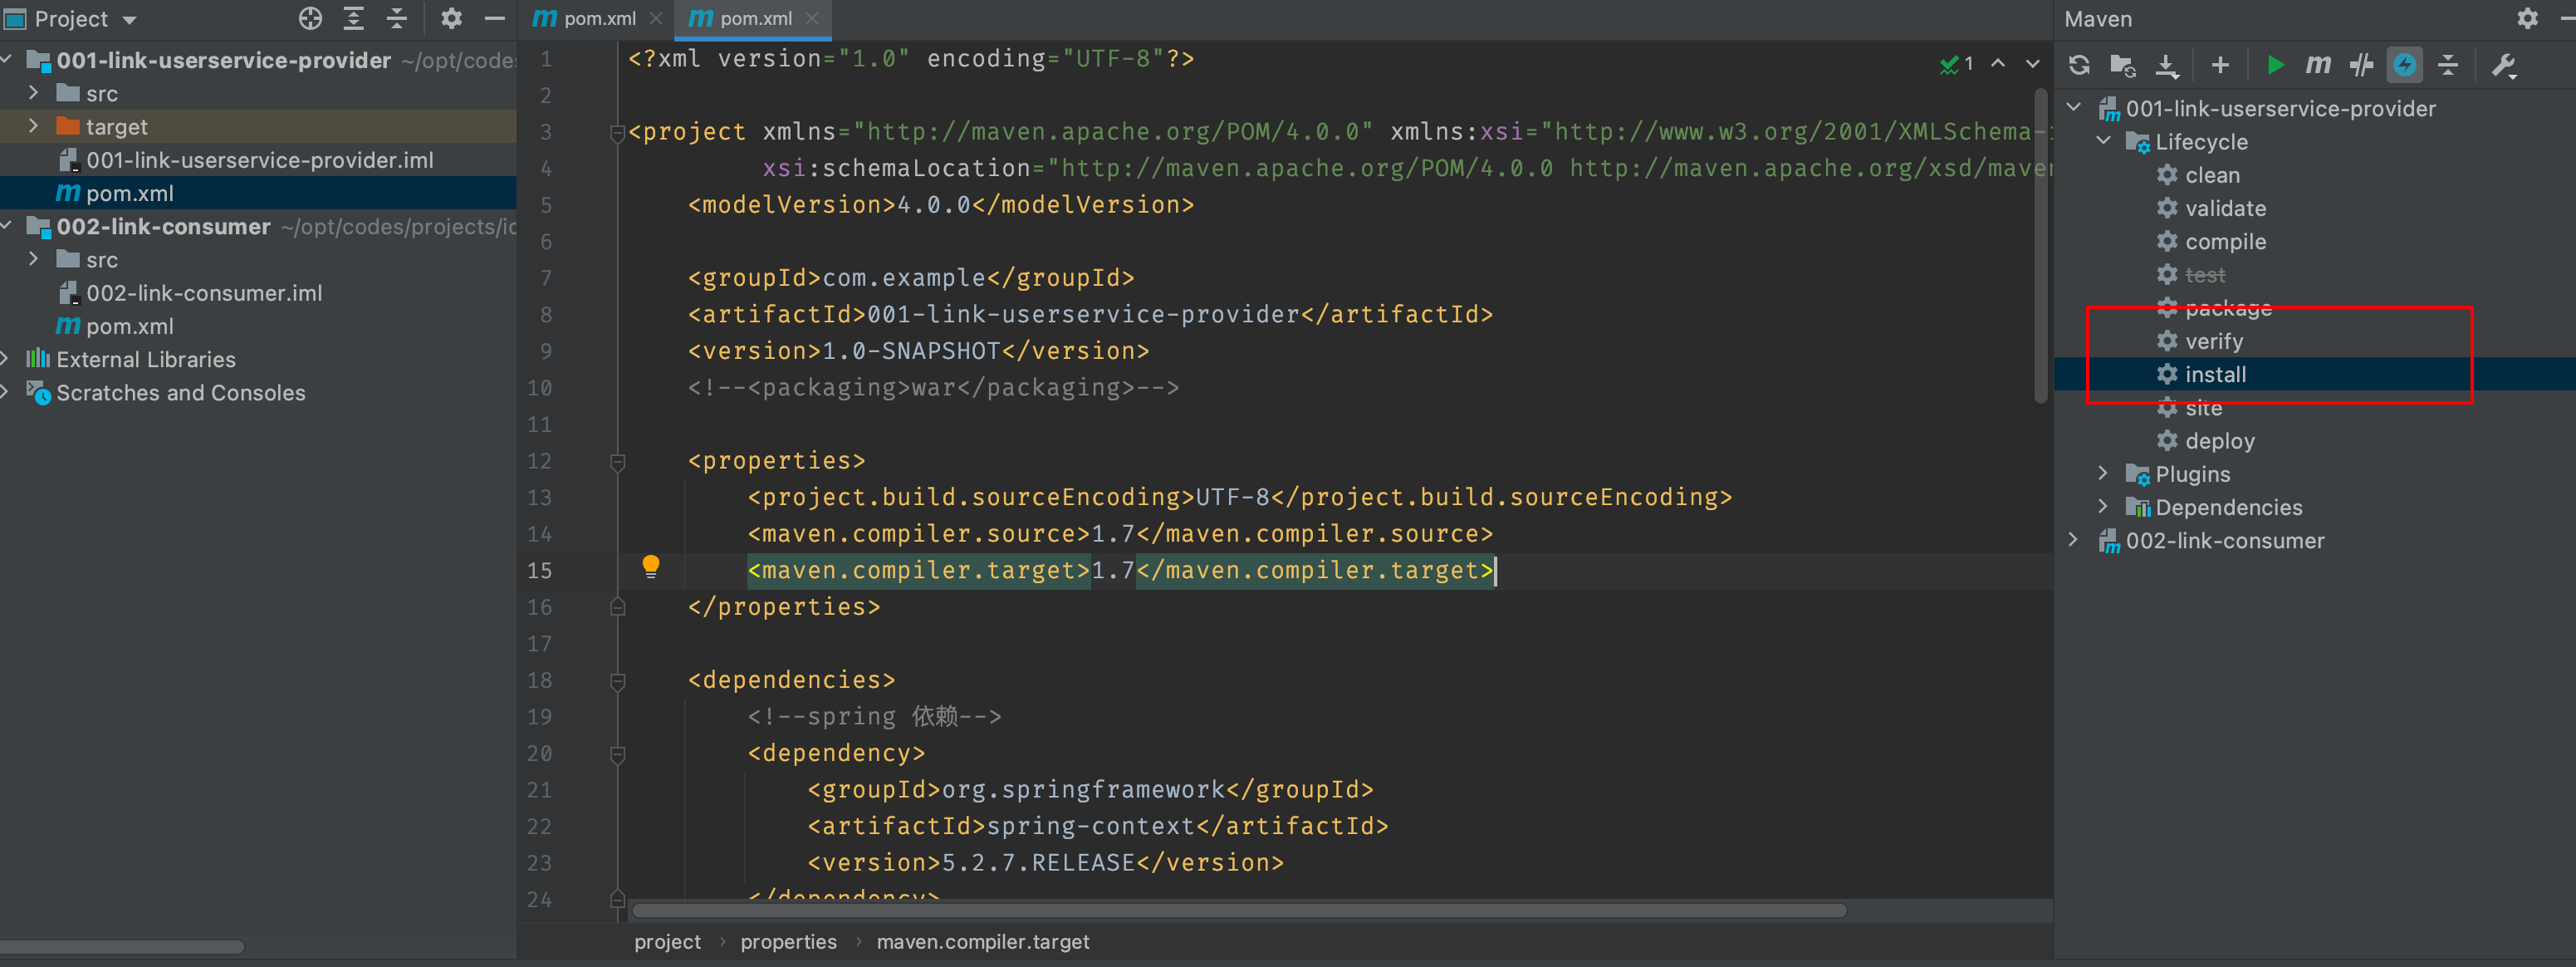 Project
001-link-userservice-provider ~/opt/codes
src
target
001-link-userservice-provider.iml
pom.xml
002-link-consumer ~/opt/codes/projects/ic
src
002-link-consumer.iml
pom.xml
External Libraries
Scratches and Consoles
pom.xml
pom.xml
1
1 <?xml version="1.0" encoding="UTF-8"?>
2
3 <project xmlns="http://maven.apache.org/POM/4.0.0" xmlns:xsi="http://www.w3.org/2001/XMLSchema-
4 xsi:schemaLocation="http://maven.apache.org/POM/4.0.0 http://maven.apache.org/xsd/maven
5 <modelVersion>4.0.0</modelVersion>
6
7 <groupId>com.example</groupId>
8 <artifactId>001-link-userservice-provider</artifactId>
9 <version>1.0-SNAPSHOT</version>
10 <!--<packaging>war</packaging>-->
11
12 <properties>
13 <project.build.sourceEncoding>UTF-8</project.build.sourceEncoding>
14 <maven.compiler.source>1.7</maven.compiler.source>
15 <maven.compiler.target>1.7</maven.compiler.target>
16 </properties>
17
18 <dependencies>
19 <!--spring 依赖-->
20 <dependency>
21 <groupId>org.springframework</groupId>
22 <artifactId>spring-context</artifactId>
23 <version>5.2.7.RELEASE</version>
24 </dependency>
project › properties › maven.compiler.target
Maven
001-link-userservice-provider
Lifecycle
clean
validate
compile
test
package
verify
install
site
deploy
Plugins
Dependencies
002-link-consumer